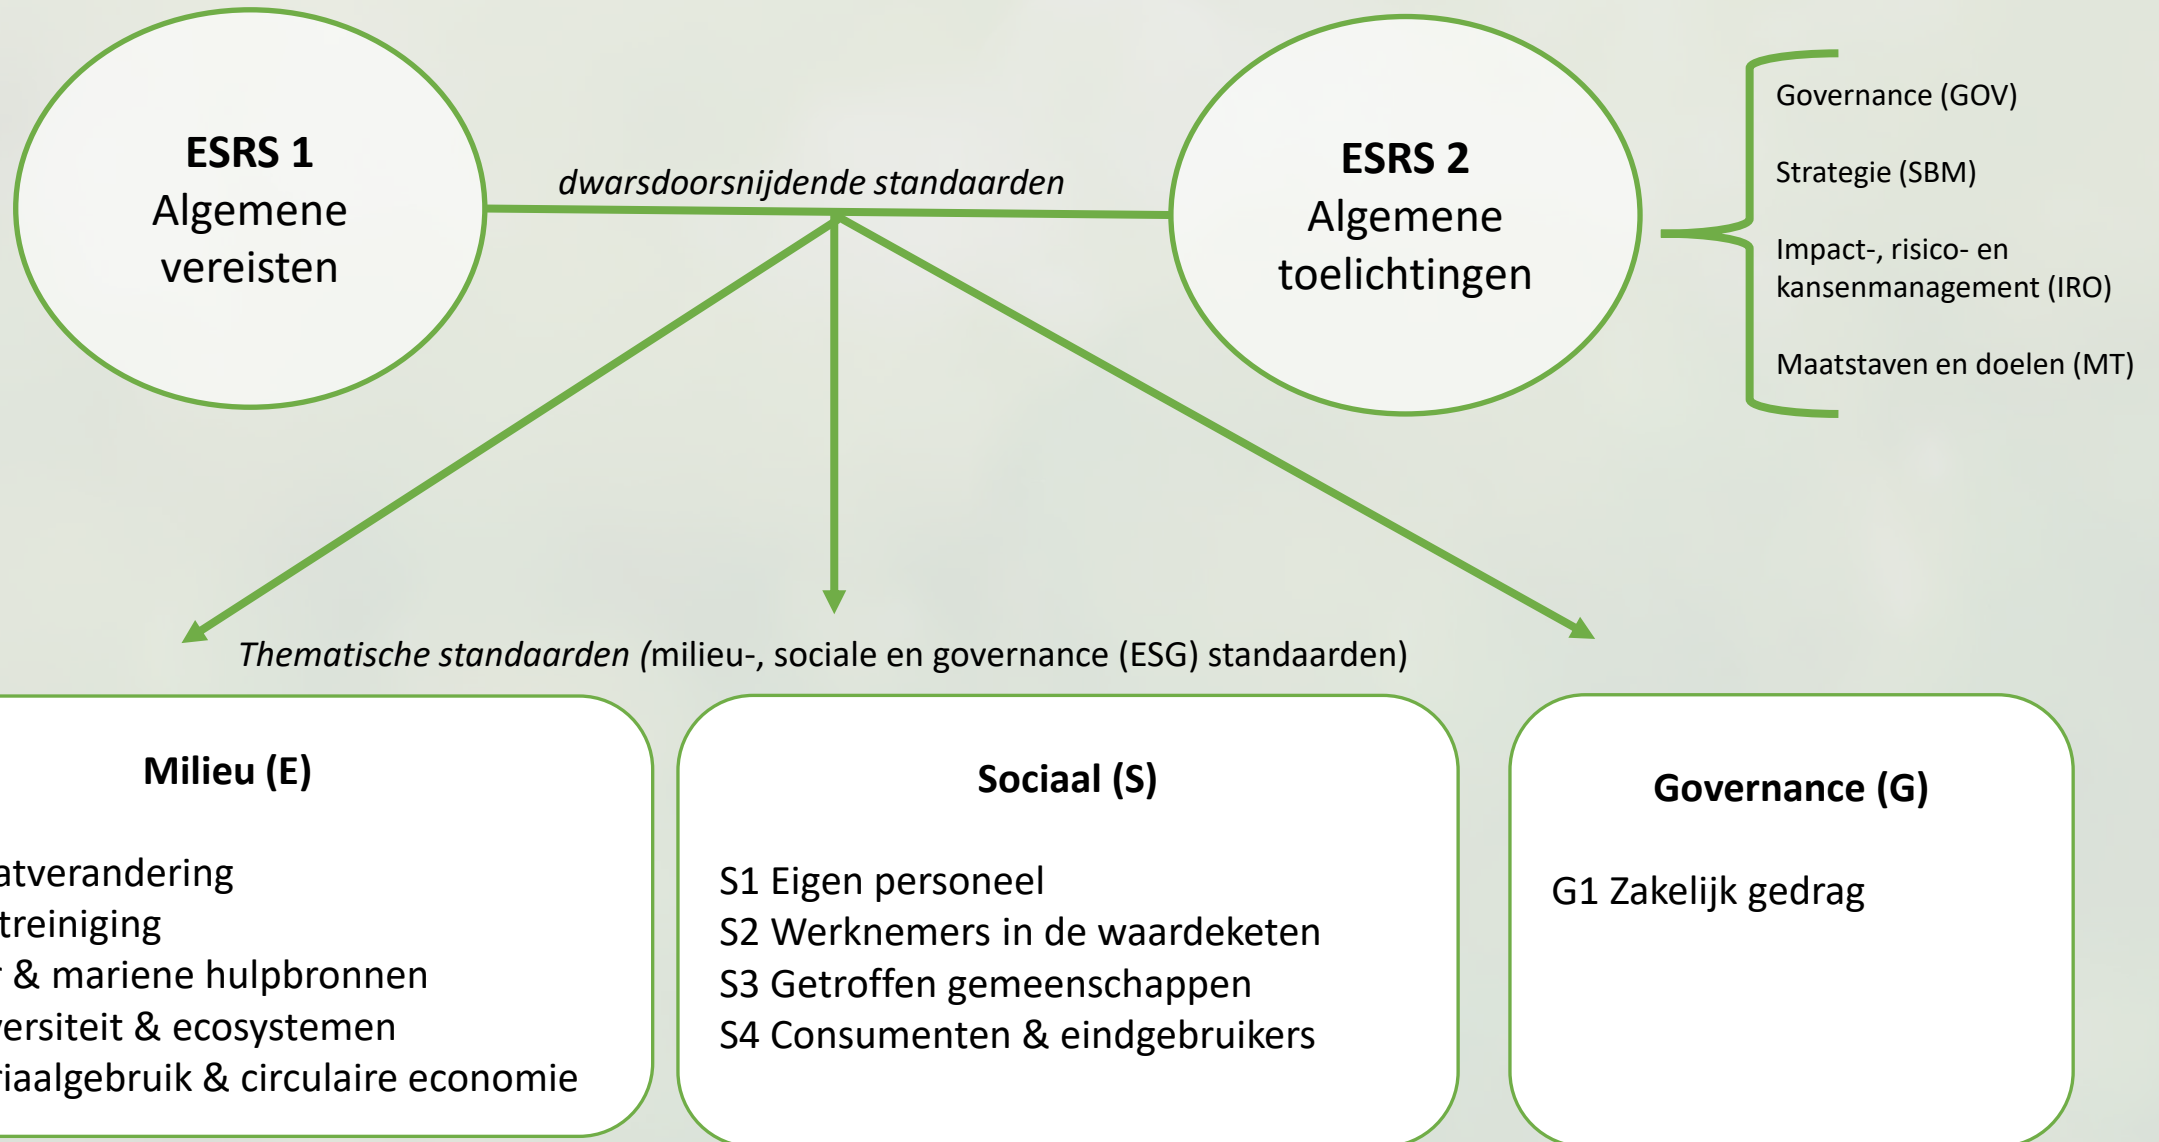 ESRS 1
Algemene
vereisten
dwarsdoorsnijdende standaarden
ESRS 2
Algemene
toelichtingen
Governance (GOV)
Strategie (SBM)
Impact-, risico- en
kansenmanagement (IRO)
Maatstaven en doelen (MT)
Thematische standaarden (milieu-, sociale en governance (ESG) standaarden)
Milieu (E)
atverandering
treiniging
& mariene hulpbronnen
ersiteit & ecosystemen
riaalgebruik & circulaire economie
Sociaal (S)
S1 Eigen personeel
S2 Werknemers in de waardeketen
S3 Getroffen gemeenschappen
S4 Consumenten & eindgebruikers
Governance (G)
G1 Zakelijk gedrag